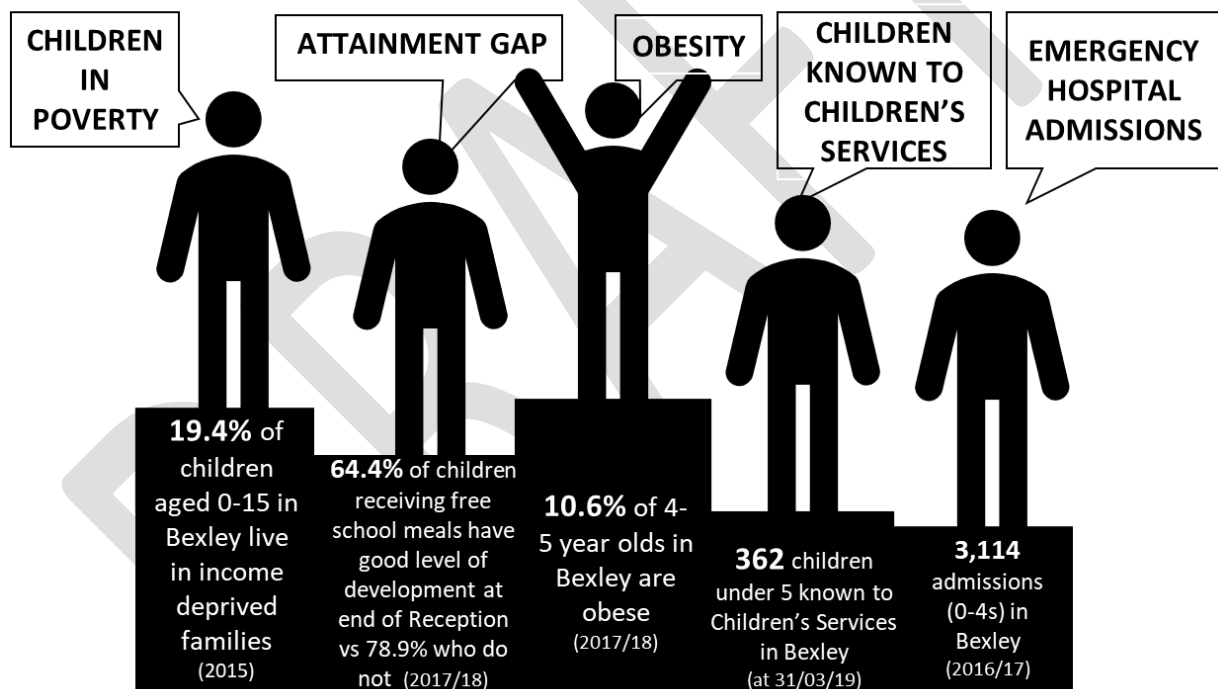 CHILDREN
IN
POVERTY
ATTAINMENT GAP
OBESITY
CHILDREN
KNOWN TO
CHILDREN’S
SERVICES
EMERGENCY
HOSPITAL
ADMISSIONS
19.4% of
children
aged 0-15 in
Bexley live
in income
deprived
families
(2015)
64.4% of children
receiving free
school meals have
good level of
development at
end of Reception
vs 78.9% who do
not (2017/18)
10.6% of 4-
5 year olds in
Bexley are
obese
(2017/18)
362 children
under 5 known to
Children’s Services
in Bexley
(at 31/03/19)
3,114
admissions
(0-4s) in
Bexley
(2016/17)
DRAFT